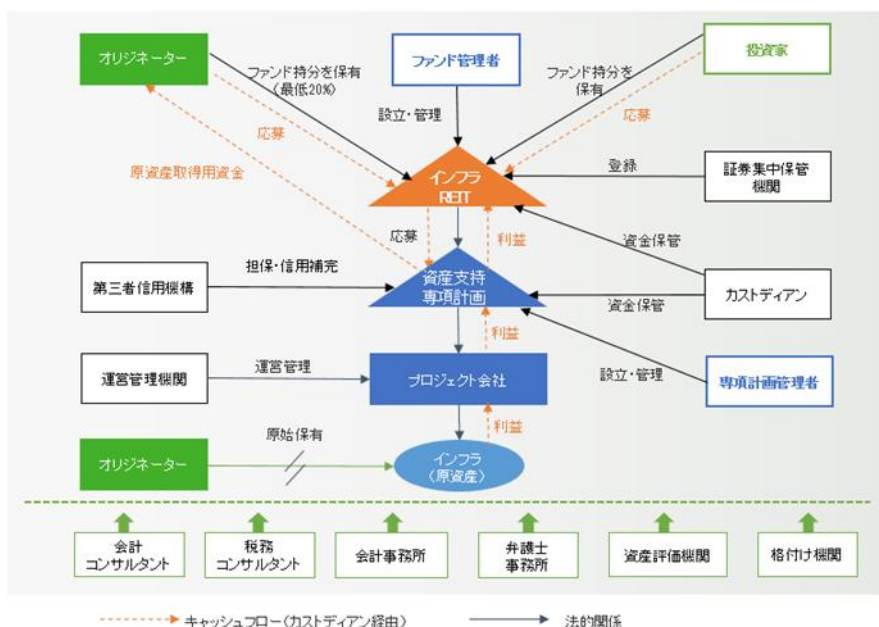 オリジネーター
ファンド持分を保有
（最低20%）
ファンド管理者
ファンド持分を
保有
投資家
設立・管理
応募
応募
原資産取得用資金
インフラ
REIT
登録
証券集中保管
機関
応募
利益
資金保管
担保・信用補完
第三者信用機構
資産支持
専項計画
資金保管
カストディアン
利益
運営管理
運営管理機関
プロジェクト会社
設立・管理
専項計画管理者
利益
原始保有
オリジネーター
インフラ
（原資産）
会計
コンサルタント
税務
コンサルタント
会計事務所
弁護士
事務所
資産評価機関
格付け機関
キャッシュフロー（カストディアン経由）
法的関係